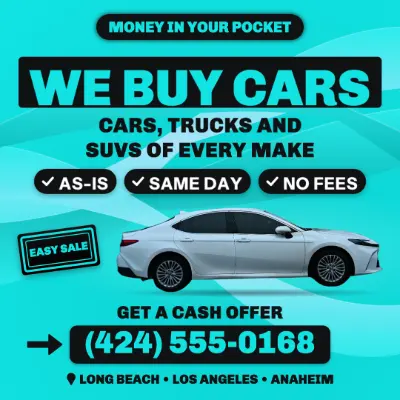 MONEY IN YOUR POCKET
WE BUY CARS
CARS, TRUCKS AND
SUVS OF EVERY MAKE
✓ AS-IS ✓ SAME DAY ✓ NO FEES
EASY SALE
GET A CASH OFFER
(424) 555-0168
LONG BEACH • LOS ANGELES • ANAHEIM